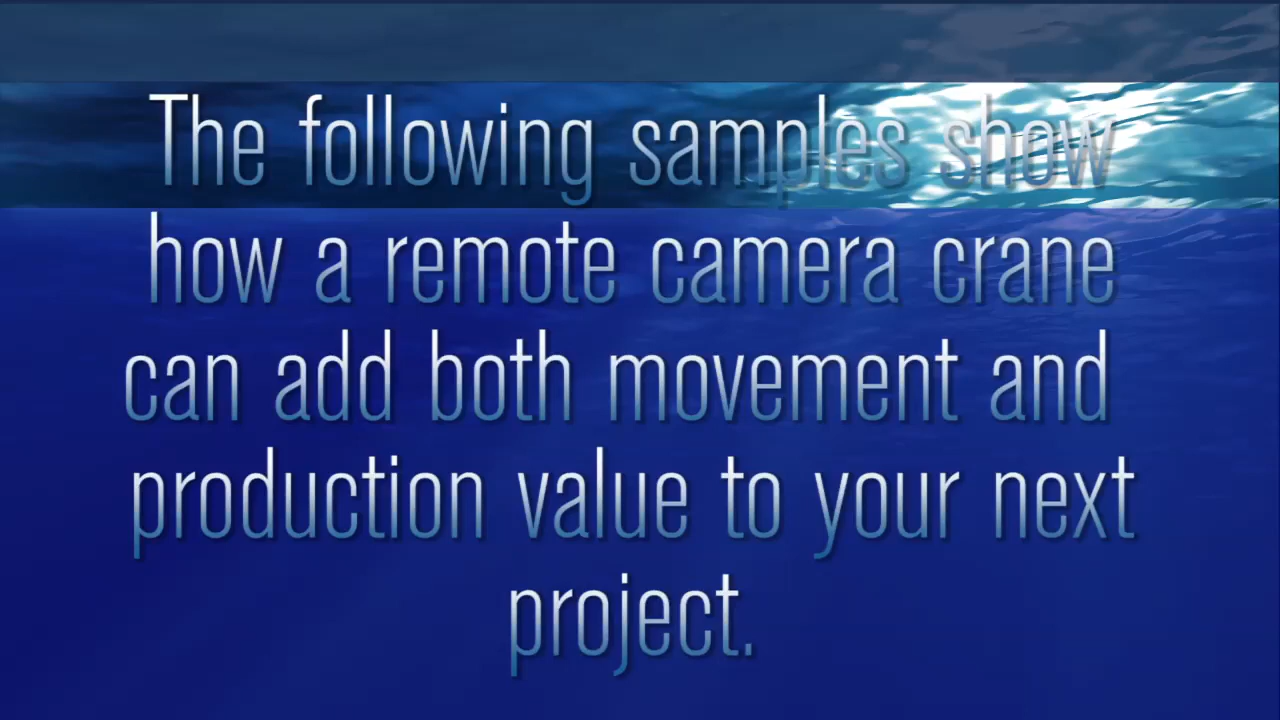 The following samples show
how a remote camera crane
can add both movement and
production value to your next
project.